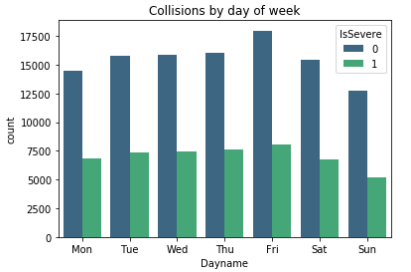 Collisions by day of week
IsSevere
0
1
17500
15000
12500
10000
7500
5000
2500
0
count
Mon Tue Wed Thu Fri Sat Sun
Dayname